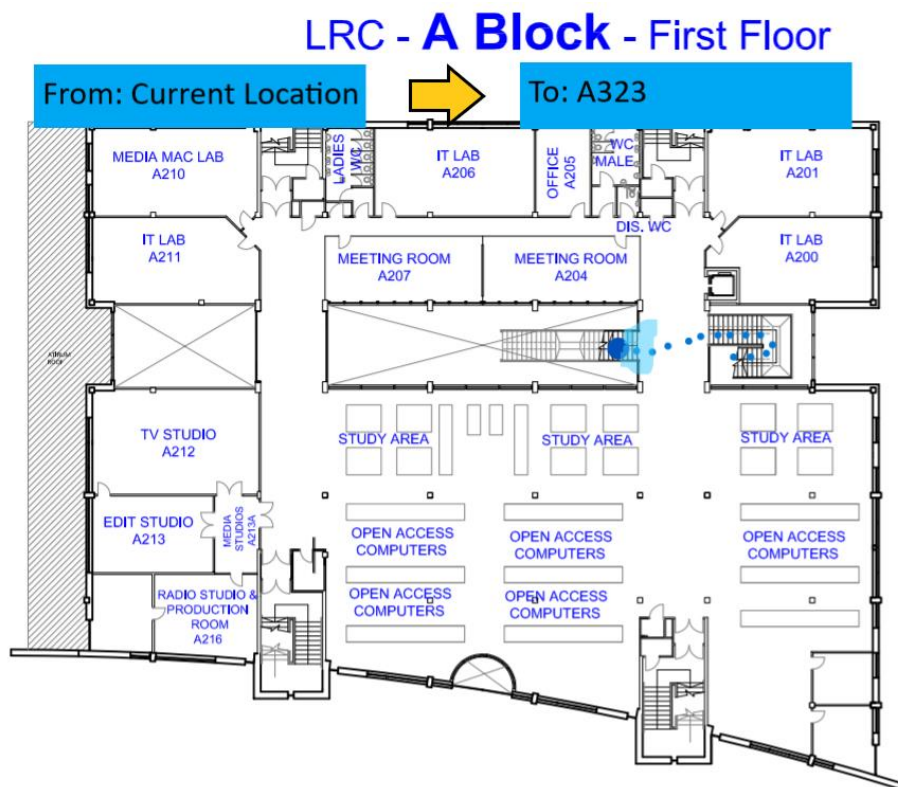 LRC - A Block - First Floor
From: Current Location
To: A323
MEDIA MAC LAB
A210
LADIES
WC
IT LAB
A206
OFFICE
A205
WC
MALE
IT LAB
A201
DIS. WC
IT LAB
A211
MEETING ROOM
A207
MEETING ROOM
A204
IT LAB
A200
ATRIUM
ROOF
TV STUDIO
A212
STUDY AREA
STUDY AREA
STUDY AREA
EDIT STUDIO
A213
MEDIA
STUDIOS
A213A
OPEN ACCESS
COMPUTERS
OPEN ACCESS
COMPUTERS
OPEN ACCESS
COMPUTERS
RADIO STUDIO &
PRODUCTION
ROOM
A216
OPEN ACCESS
COMPUTERS
OPEN ACCESS
COMPUTERS